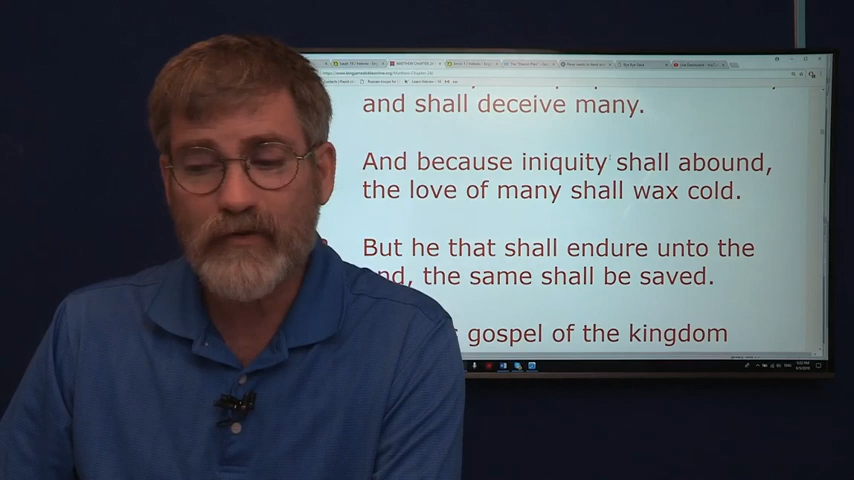 and shall deceive many.
And because iniquity shall abound,
the love of many shall wax cold.
But he that shall endure unto the
end, the same shall be saved.
gospel of the kingdom